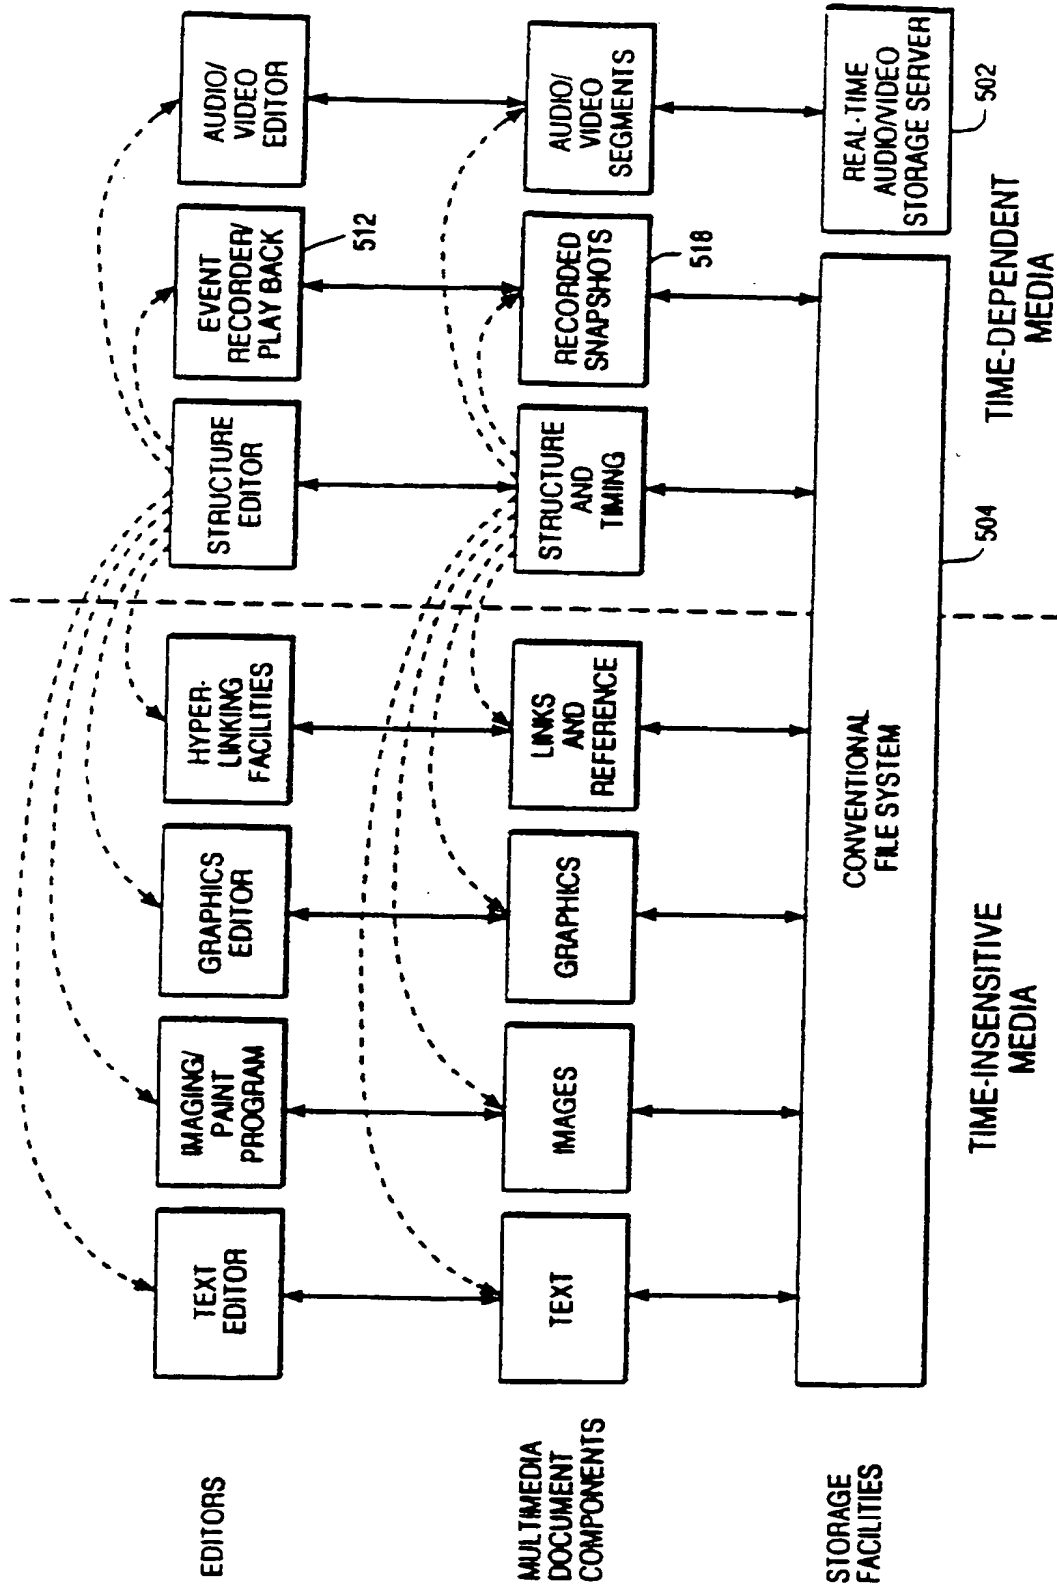 EDITORS
TEXT
EDITOR
IMAGING/
PAINT
PROGRAM
GRAPHICS
EDITOR
HYPER-
LINKING
FACILITIES
STRUCTURE
EDITOR
EVENT
RECORDER/
PLAY BACK
512
AUDIO/
VIDEO
EDITOR
MULTIMEDIA
DOCUMENT
COMPONENTS
TEXT
IMAGES
GRAPHICS
LINKS
AND
REFERENCE
STRUCTURE
AND
TIMING
RECORDED
SNAPSHOTS
518
AUDIO/
VIDEO
SEGMENTS
STORAGE
FACILITIES
CONVENTIONAL
FILE SYSTEM
504
REAL-TIME
AUDIO/VIDEO
STORAGE SERVER
502
TIME-INSENSITIVE
MEDIA
TIME-DEPENDENT
MEDIA